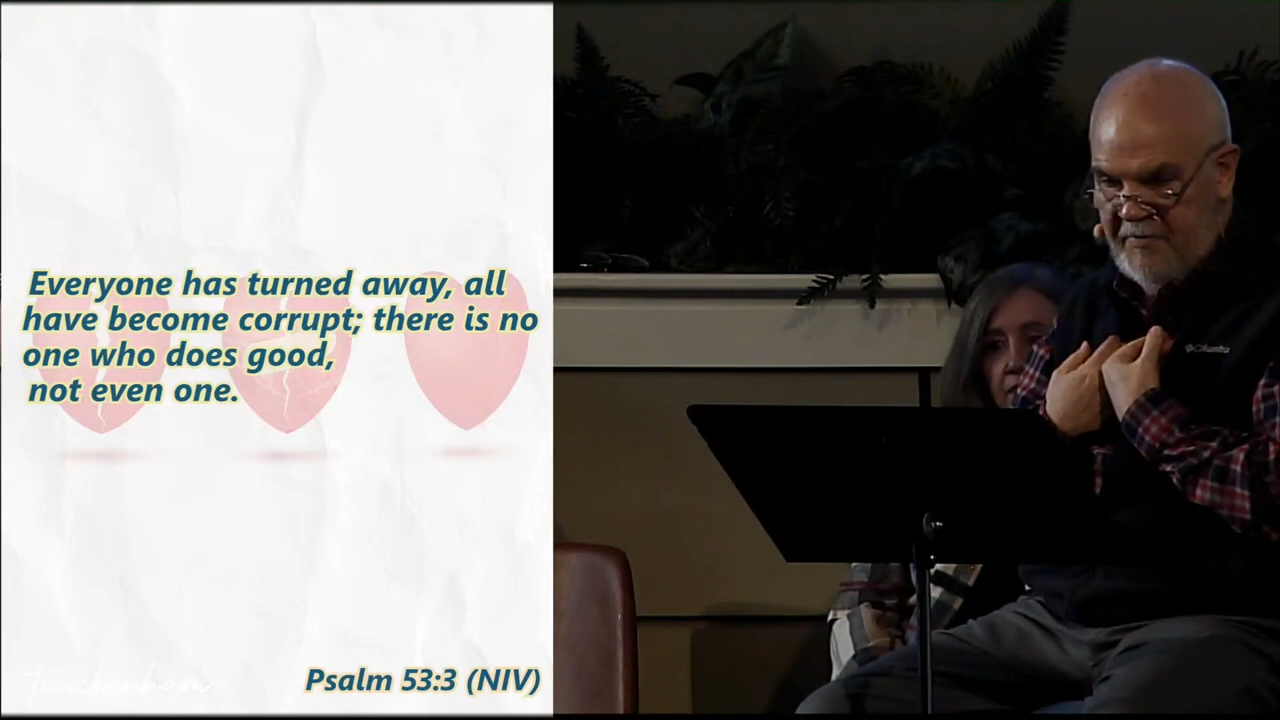 Everyone has turned away, all
have become corrupt; there is no
one who does good,
not even one.
Psalm 53:3 (NIV)
Columbia